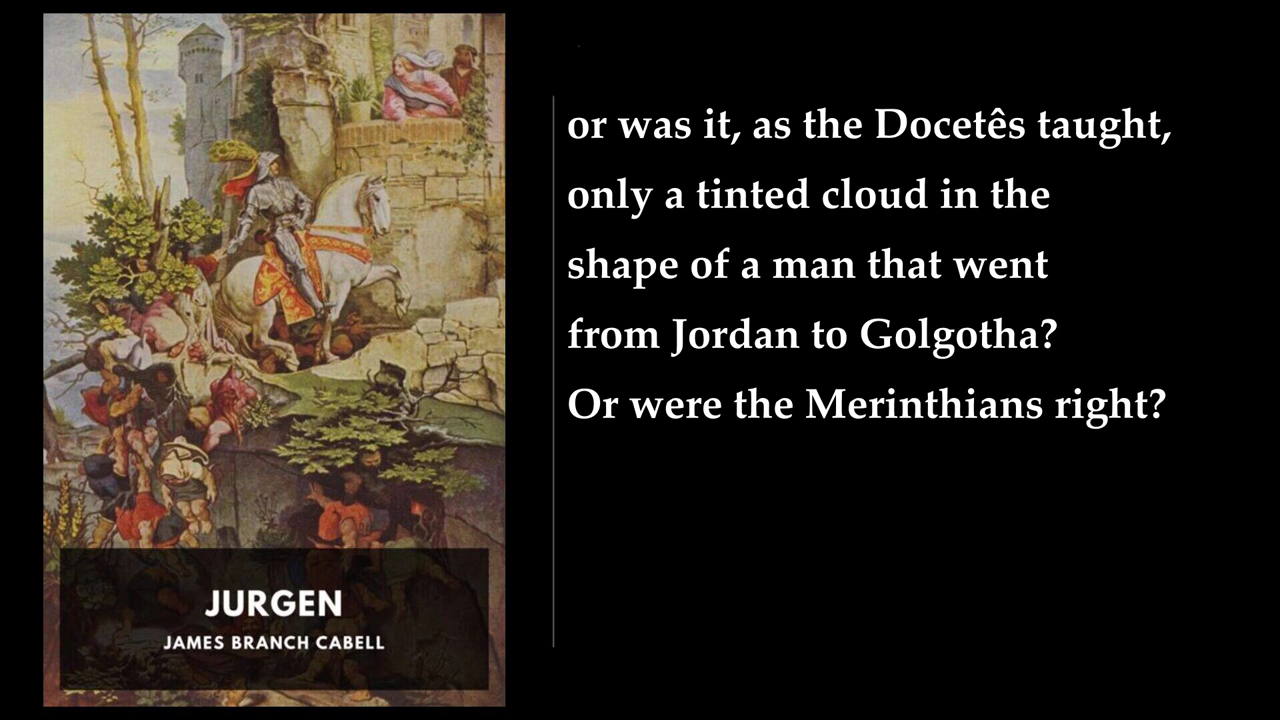 or was it, as the Docetês taught,
only a tinted cloud in the
shape of a man that went
from Jordan to Golgotha?
Or were the Merinthians right?
JURGEN
JAMES BRANCH CABELL